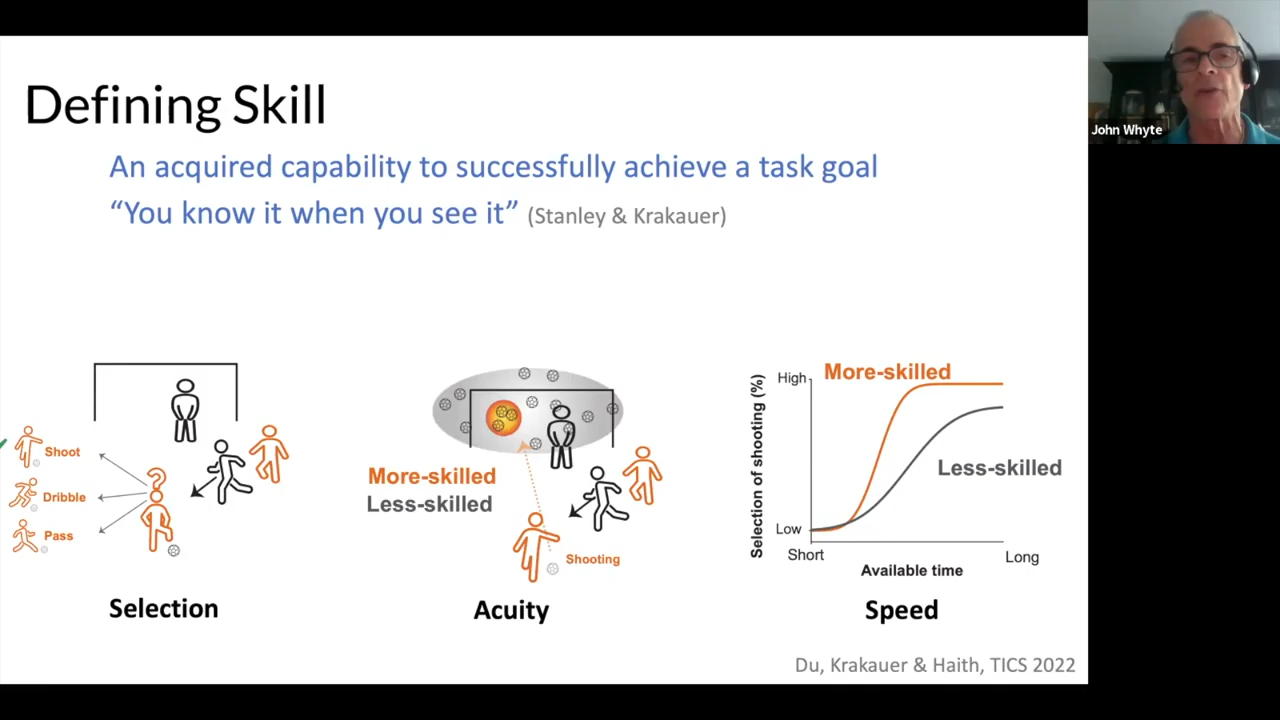 Defining Skill
An acquired capability to successfully achieve a task goal
“You know it when you see it” (Stanley & Krakauer)
John Whyte
Shoot
Dribble
Pass
?
Selection
More-skilled
Less-skilled
Shooting
Acuity
Selection of shooting (%)
High
More-skilled
Less-skilled
Low
Short
Long
Available time
Speed
Du, Krakauer & Haith, TICS 2022